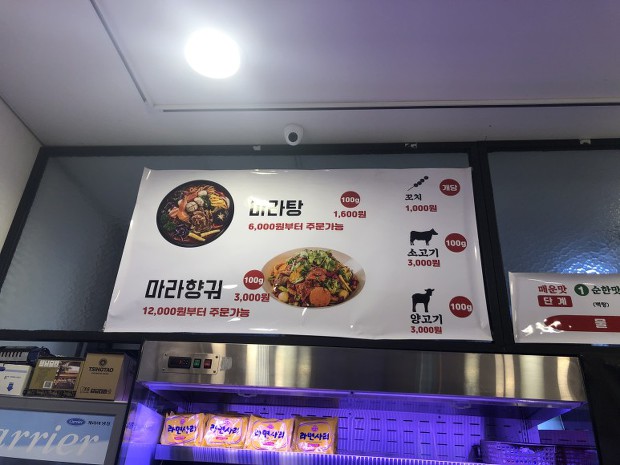 마라탕
100g
1,600원
6,000원부터 주문가능
마라향궈
100g
3,000원
12,000원부터 주문가능
꼬치
개당
1,000원
소고기
100g
3,000원
양고기
100g
3,000원
매운맛
단계
1 순한맛
(백탕)
물
TSINGTAO
Carrier
라면사리
라면사리
라면사리
라면사리